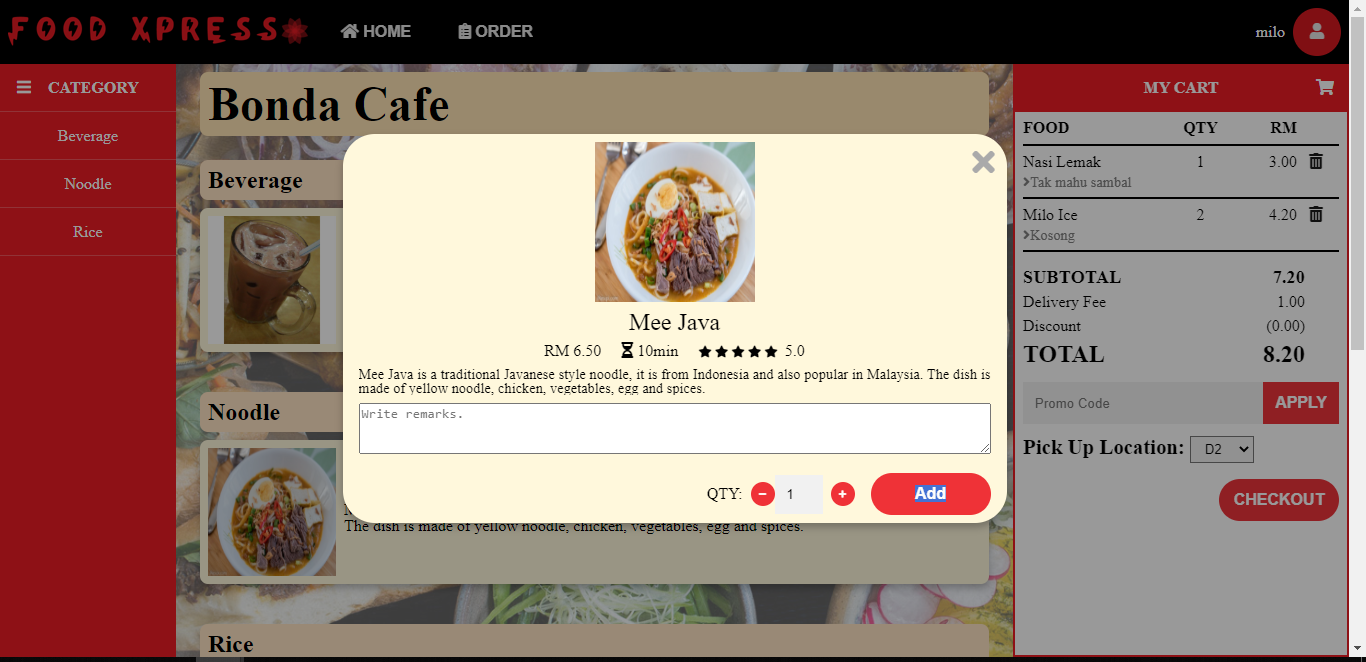 FOOD XPRESS
HOME
ORDER
milo
CATEGORY
Beverage
Noodle
Rice
Bonda Cafe
Beverage
Noodle
The dish is made of yellow noodle, chicken, vegetables, egg and spices.
Rice
Mee Java
RM 6.50 10min 5.0
Mee Java is a traditional Javanese style noodle, it is from Indonesia and also popular in Malaysia. The dish is
made of yellow noodle, chicken, vegetables, egg and spices.
Write remarks.
QTY: − 1 + Add
MY CART
FOOD QTY RM
Nasi Lemak 1 3.00
Tak mahu sambal
Milo Ice 2 4.20
Kosong
SUBTOTAL 7.20
Delivery Fee 1.00
Discount (0.00)
TOTAL 8.20
Promo Code APPLY
Pick Up Location: D2
CHECKOUT